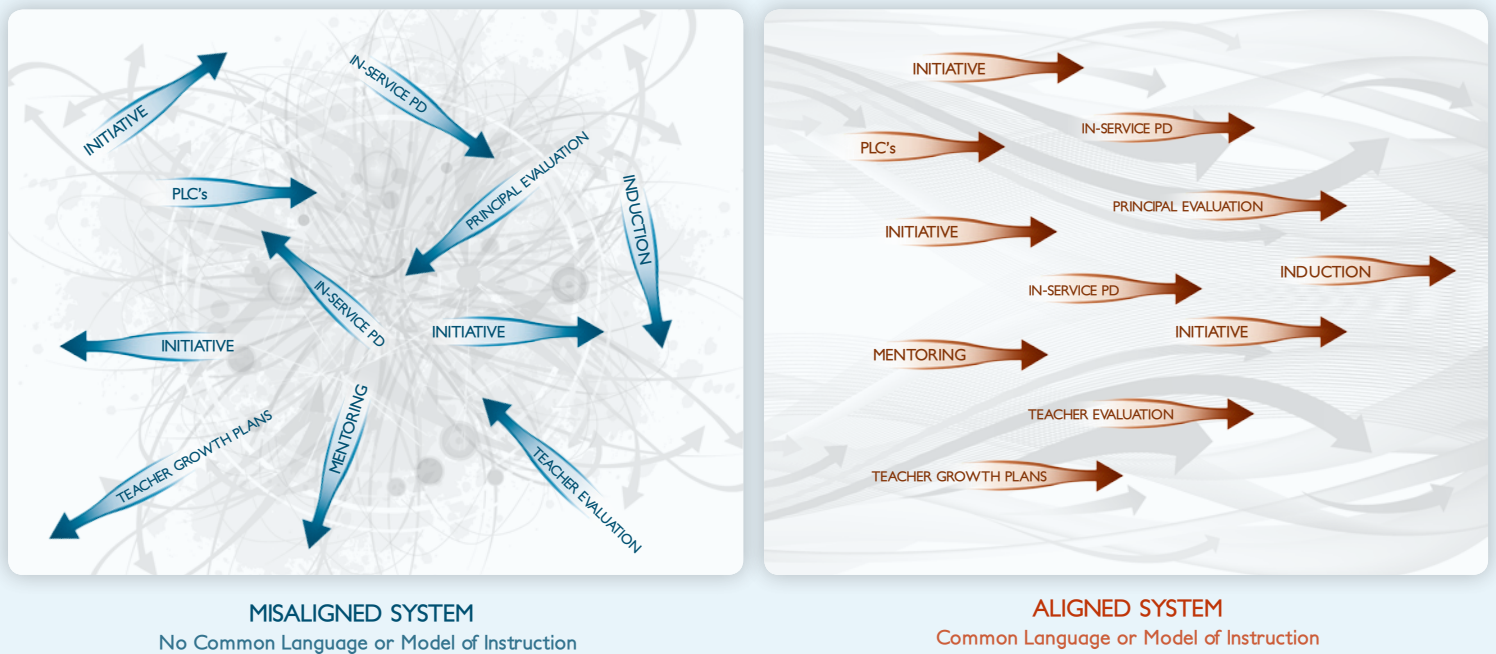 INITIATIVE
IN-SERVICE PD
PRINCIPAL EVALUATION
PLC's
INDUCTION
IN-SERVICE PD
INITIATIVE
INITIATIVE
MENTORING
TEACHER GROWTH PLANS
TEACHER EVALUATION
MISALIGNED SYSTEM
No Common Language or Model of Instruction
INITIATIVE
IN-SERVICE PD
PLC's
PRINCIPAL EVALUATION
INITIATIVE
INDUCTION
IN-SERVICE PD
INITIATIVE
MENTORING
TEACHER EVALUATION
TEACHER GROWTH PLANS
ALIGNED SYSTEM
Common Language or Model of Instruction